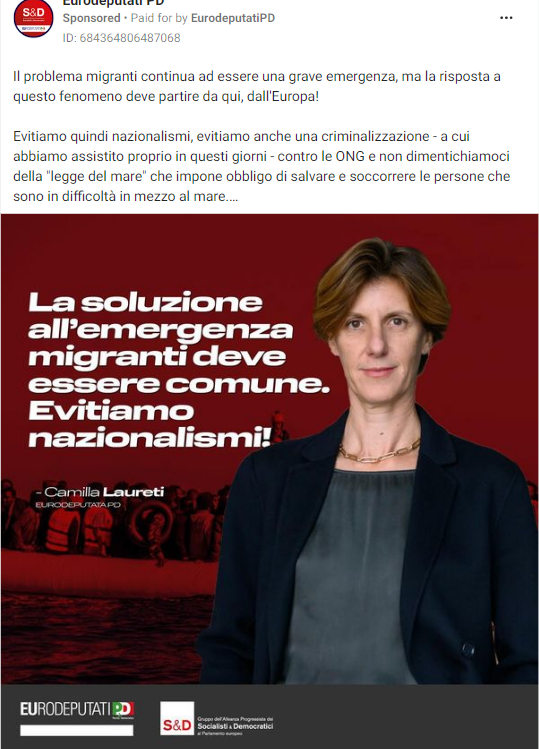 Eurodeputati PD
Sponsored • Paid for by EurodeputatiPD
ID: 684364806487068
Il problema migranti continua ad essere una grave emergenza, ma la risposta a
questo fenomeno deve partire da qui, dall'Europa!
Evitiamo quindi nazionalismi, evitiamo anche una criminalizzazione - a cui
abbiamo assistito proprio in questi giorni - contro le ONG e non dimentichiamoci
della "legge del mare" che impone obbligo di salvare e soccorrere le persone che
sono in difficoltà in mezzo al mare....
La soluzione
all'emergenza
migranti deve
essere comune.
Evitiamo
nazionalismi!
- Camilla Laureti
EURODEPUTATA PD
EURODEPUTATI PD
S&D
Gruppo dell'Alleanza Progressista dei
Socialisti & Democratici
al Parlamento europeo
S&D